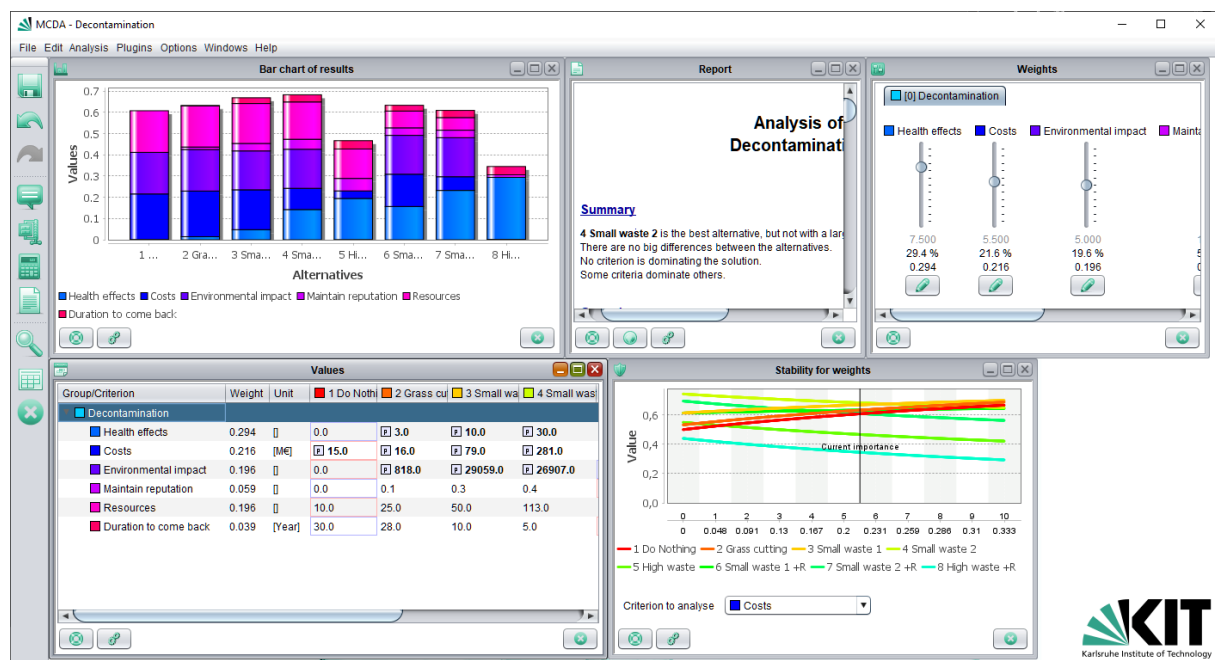 MCDA - Decontamination
File Edit Analysis Plugins Options Windows Help
Bar chart of results
0.7
0.6
0.5
0.4
0.3
0.2
0.1
0
Values
1 ... 2 Gra... 3 Sma... 4 Sma... 5 Hi... 6 Sma... 7 Sma... 8 Hi...
Alternatives
Health effects Costs Environmental impact Maintain reputation Resources
Duration to come back
Report
Analysis of
Decontaminati
Summary
4 Small waste 2 is the best alternative, but not with a lar
There are no big differences between the alternatives.
No criterion is dominating the solution.
Some criteria dominate others.
Weights
[0] Decontamination
Health effects Costs Environmental impact Mainta
7.500 5.500 5.000
29.4 % 21.6 % 19.6 % 5
0.294 0.216 0.196 0
Values
Group/Criterion Weight Unit 1 Do Nothi 2 Grass cu 3 Small wa 4 Small was
Decontamination
Health effects 0.294 [] 0.0 P 3.0 P 10.0 P 30.0
Costs 0.216 [M€] P 15.0 P 16.0 P 79.0 P 281.0
Environmental impact 0.196 [] 0.0 P 818.0 P 29059.0 P 26907.0
Maintain reputation 0.059 [] 0.0 0.1 0.3 0.4
Resources 0.196 [] 10.0 25.0 50.0 113.0
Duration to come back 0.039 [Year] 30.0 28.0 10.0 5.0
Stability for weights
Value
0,6
0,4
0,2
0,0
Current importance
0 1 2 3 4 5 6 7 8 9 10
0 0.048 0.091 0.13 0.167 0.2 0.231 0.259 0.286 0.31 0.333
1 Do Nothing 2 Grass cutting 3 Small waste 1 4 Small waste 2
5 High waste 6 Small waste 1 +R 7 Small waste 2 +R 8 High waste +R
Criterion to analyse Costs
KIT
Karlsruhe Institute of Technology